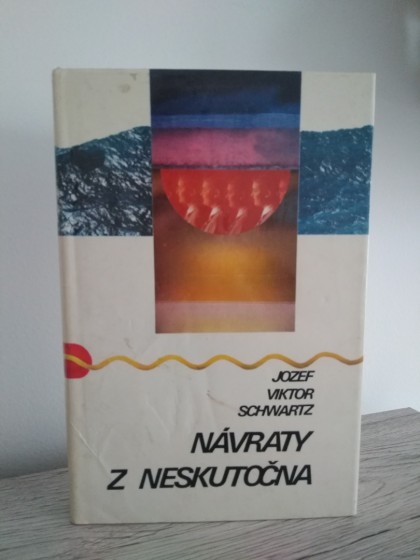 JOZEF
VIKTOR
SCHWARTZ
NÁVRATY
Z NESKUTOČNA